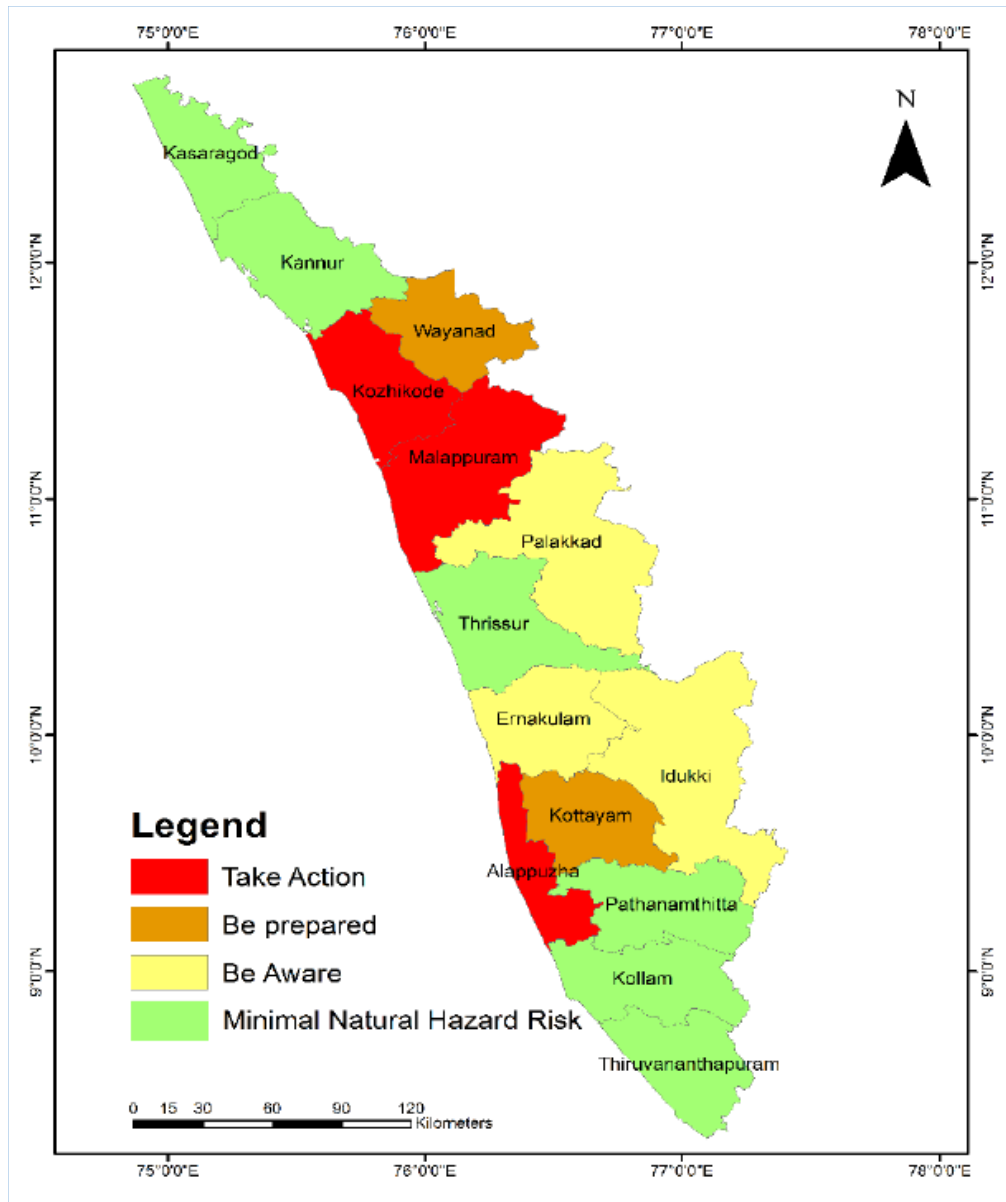 75°0'0"E 76°0'0"E 77°0'0"E 78°0'0"E
N
Kasaragod
12°0'0"N 12°0'0"N
Kannur
Wayanad
Kozhikode
Malappuram
11°0'0"N 11°0'0"N
Palakkad
Thrissur
Ernakulam
10°0'0"N 10°0'0"N
Idukki
Kottayam
Alappuzha
Pathanamthitta
9°0'0"N 9°0'0"N
Kollam
Thiruvananthapuram
Legend
Take Action
Be prepared
Be Aware
Minimal Natural Hazard Risk
0 15 30 60 90 120
Kilometers
75°0'0"E 76°0'0"E 77°0'0"E 78°0'0"E